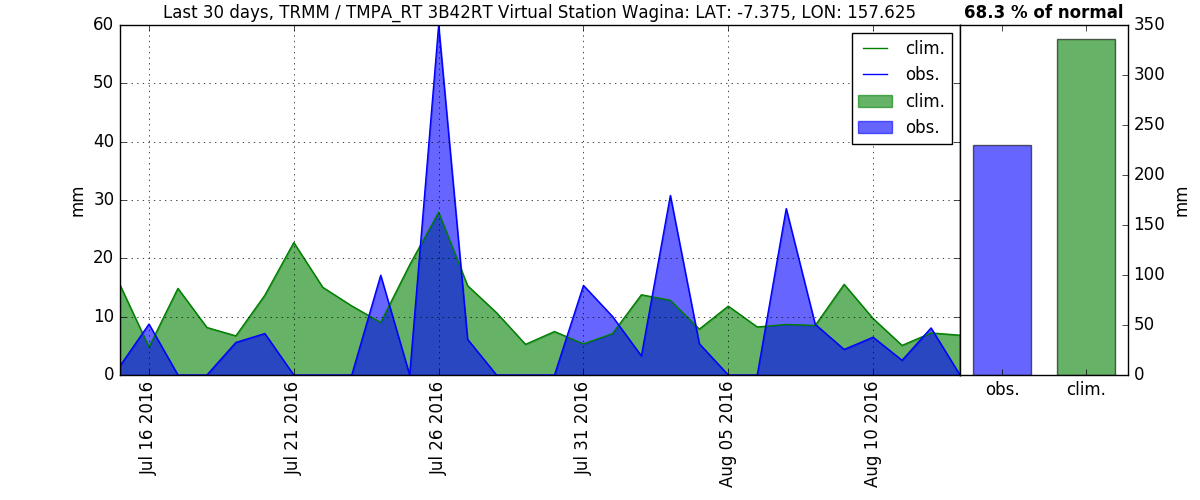 Last 30 days, TRMM / TMPA_RT 3B42RT Virtual Station Wagina: LAT: -7.375, LON: 157.625
68.3 % of normal
60
50
40
30
20
10
0
mm
clim.
obs.
clim.
obs.
Jul 16 2016
Jul 21 2016
Jul 26 2016
Jul 31 2016
Aug 05 2016
Aug 10 2016
350
300
250
200
150
100
50
0
mm
obs.
clim.